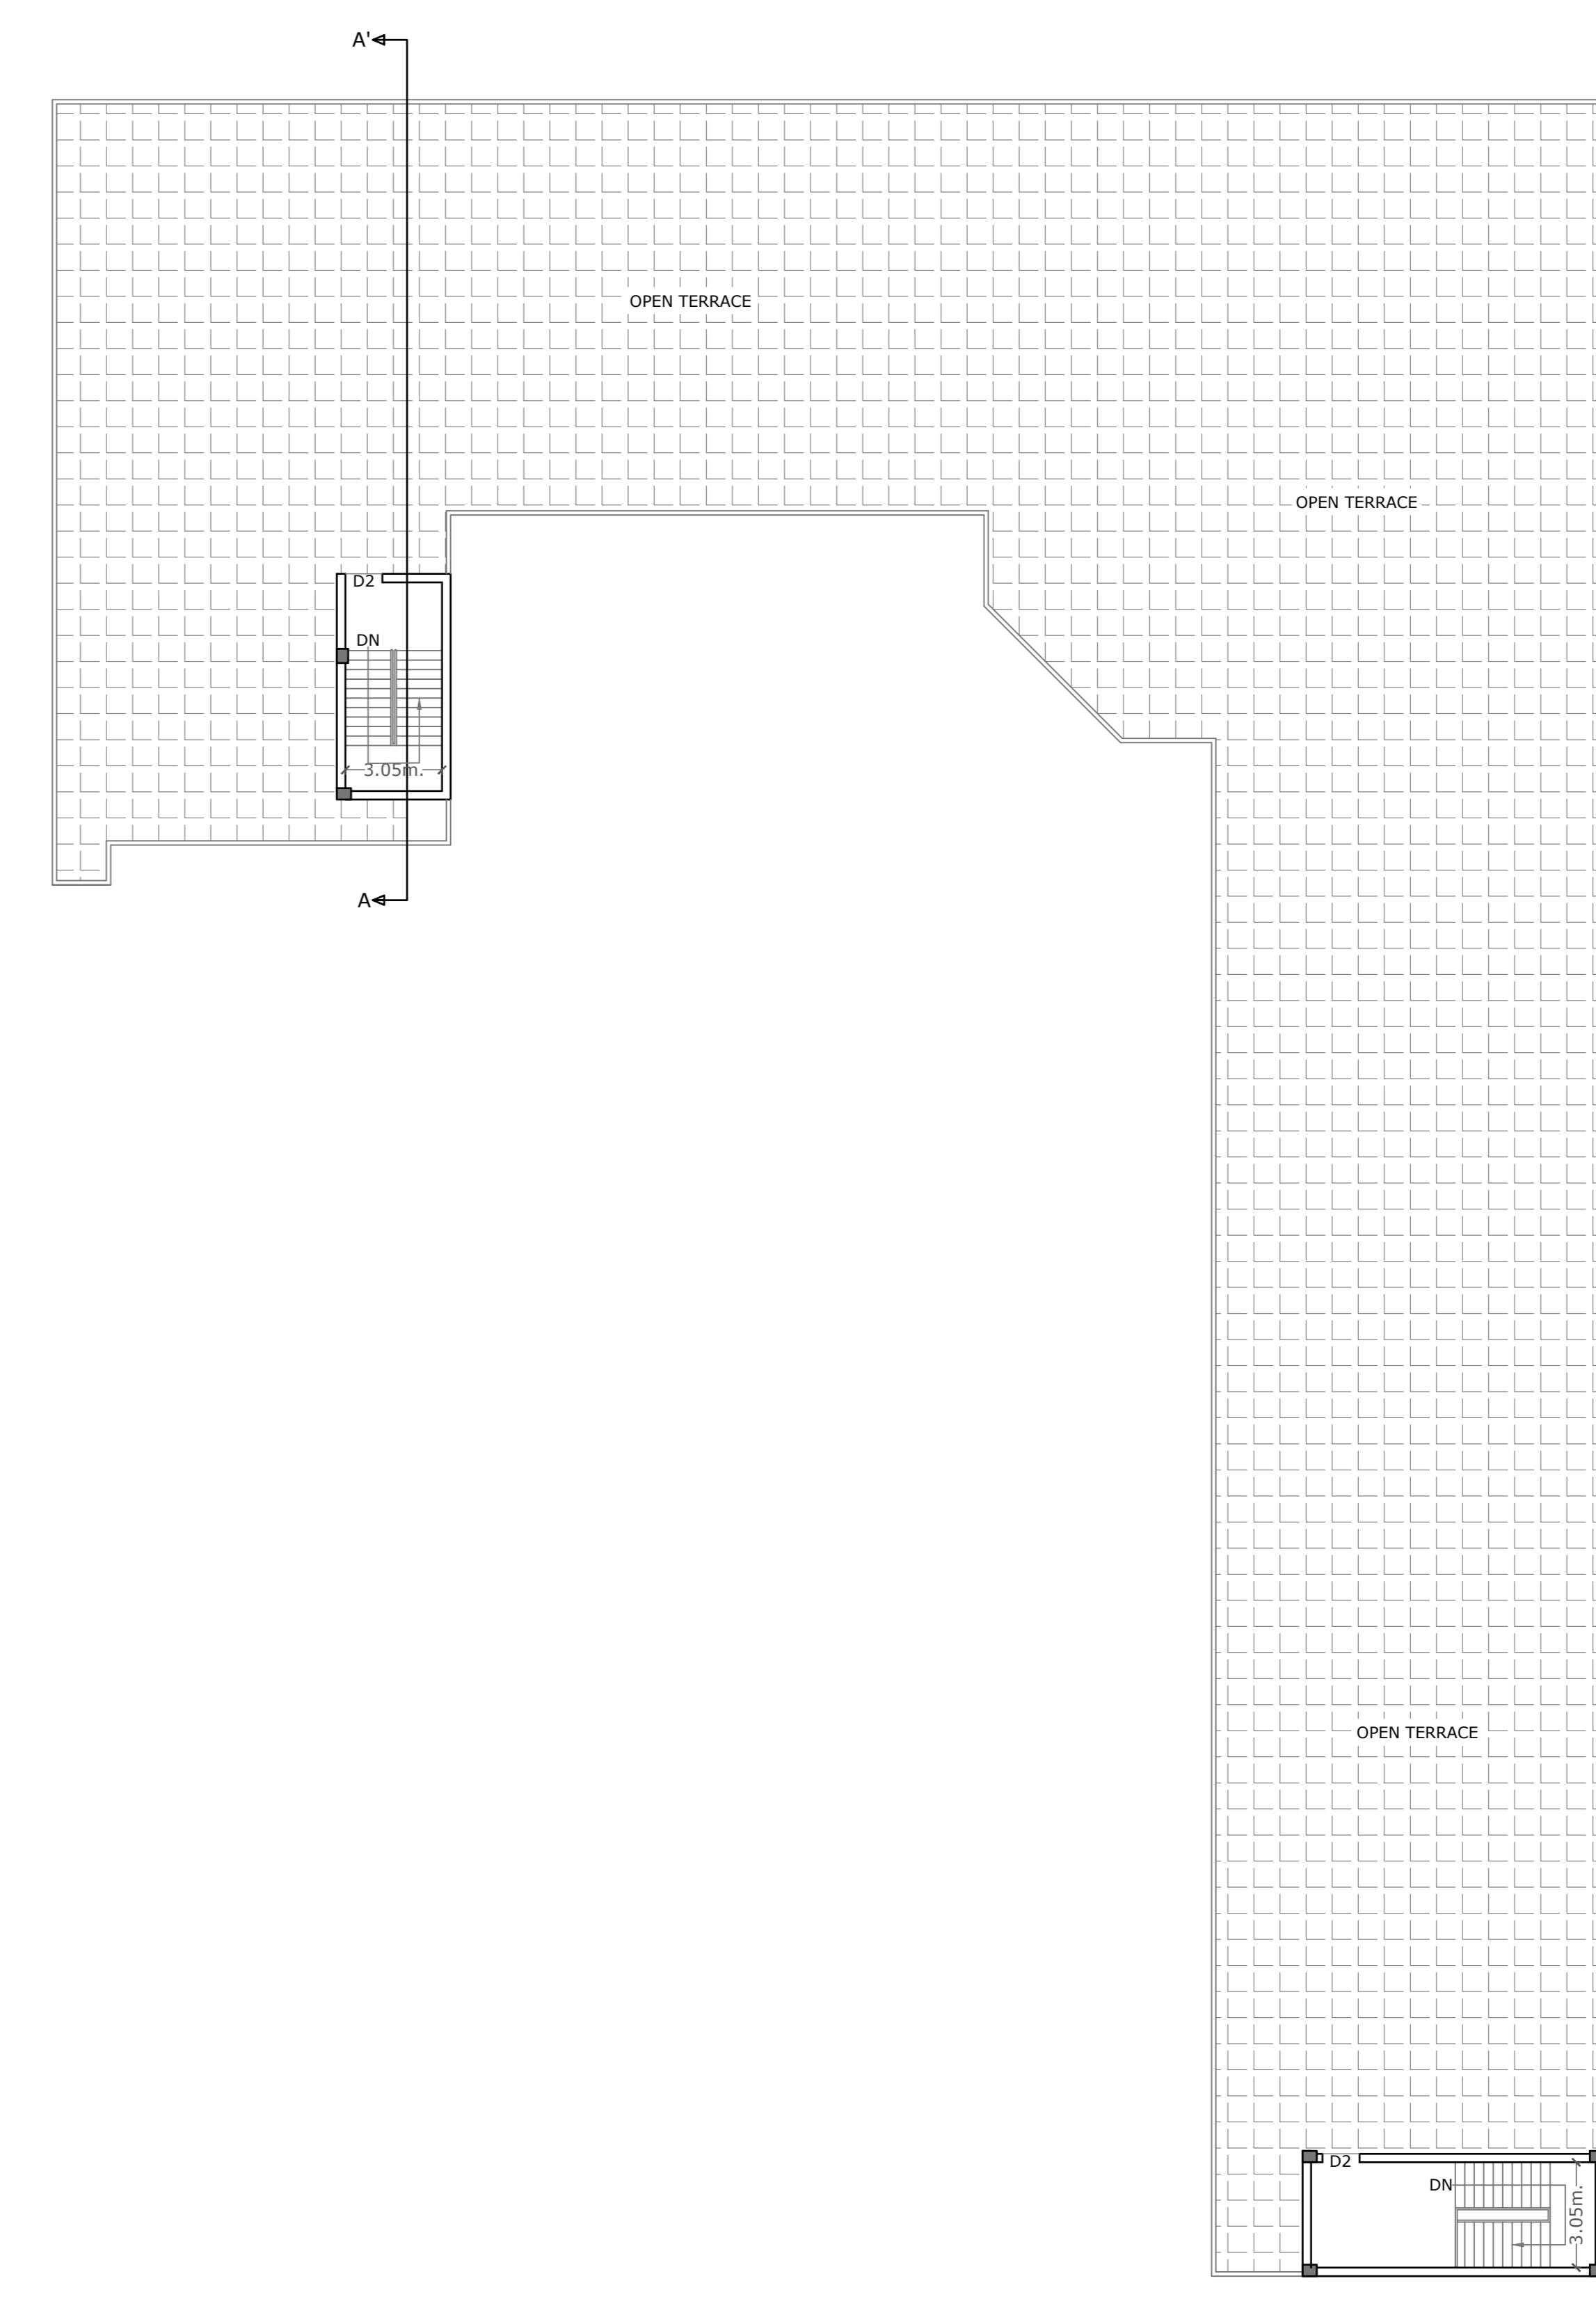 A'
OPEN TERRACE
OPEN TERRACE
D2
DN
3.05m.
A
OPEN TERRACE
D2
DN
3.05m.